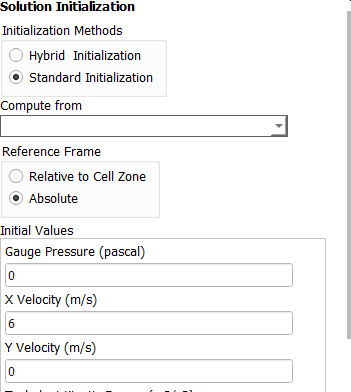 Solution Initialization
Initialization Methods
Hybrid Initialization
Standard Initialization
Compute from
Reference Frame
Relative to Cell Zone
Absolute
Initial Values
Gauge Pressure (pascal)
0
X Velocity (m/s)
6
Y Velocity (m/s)
0